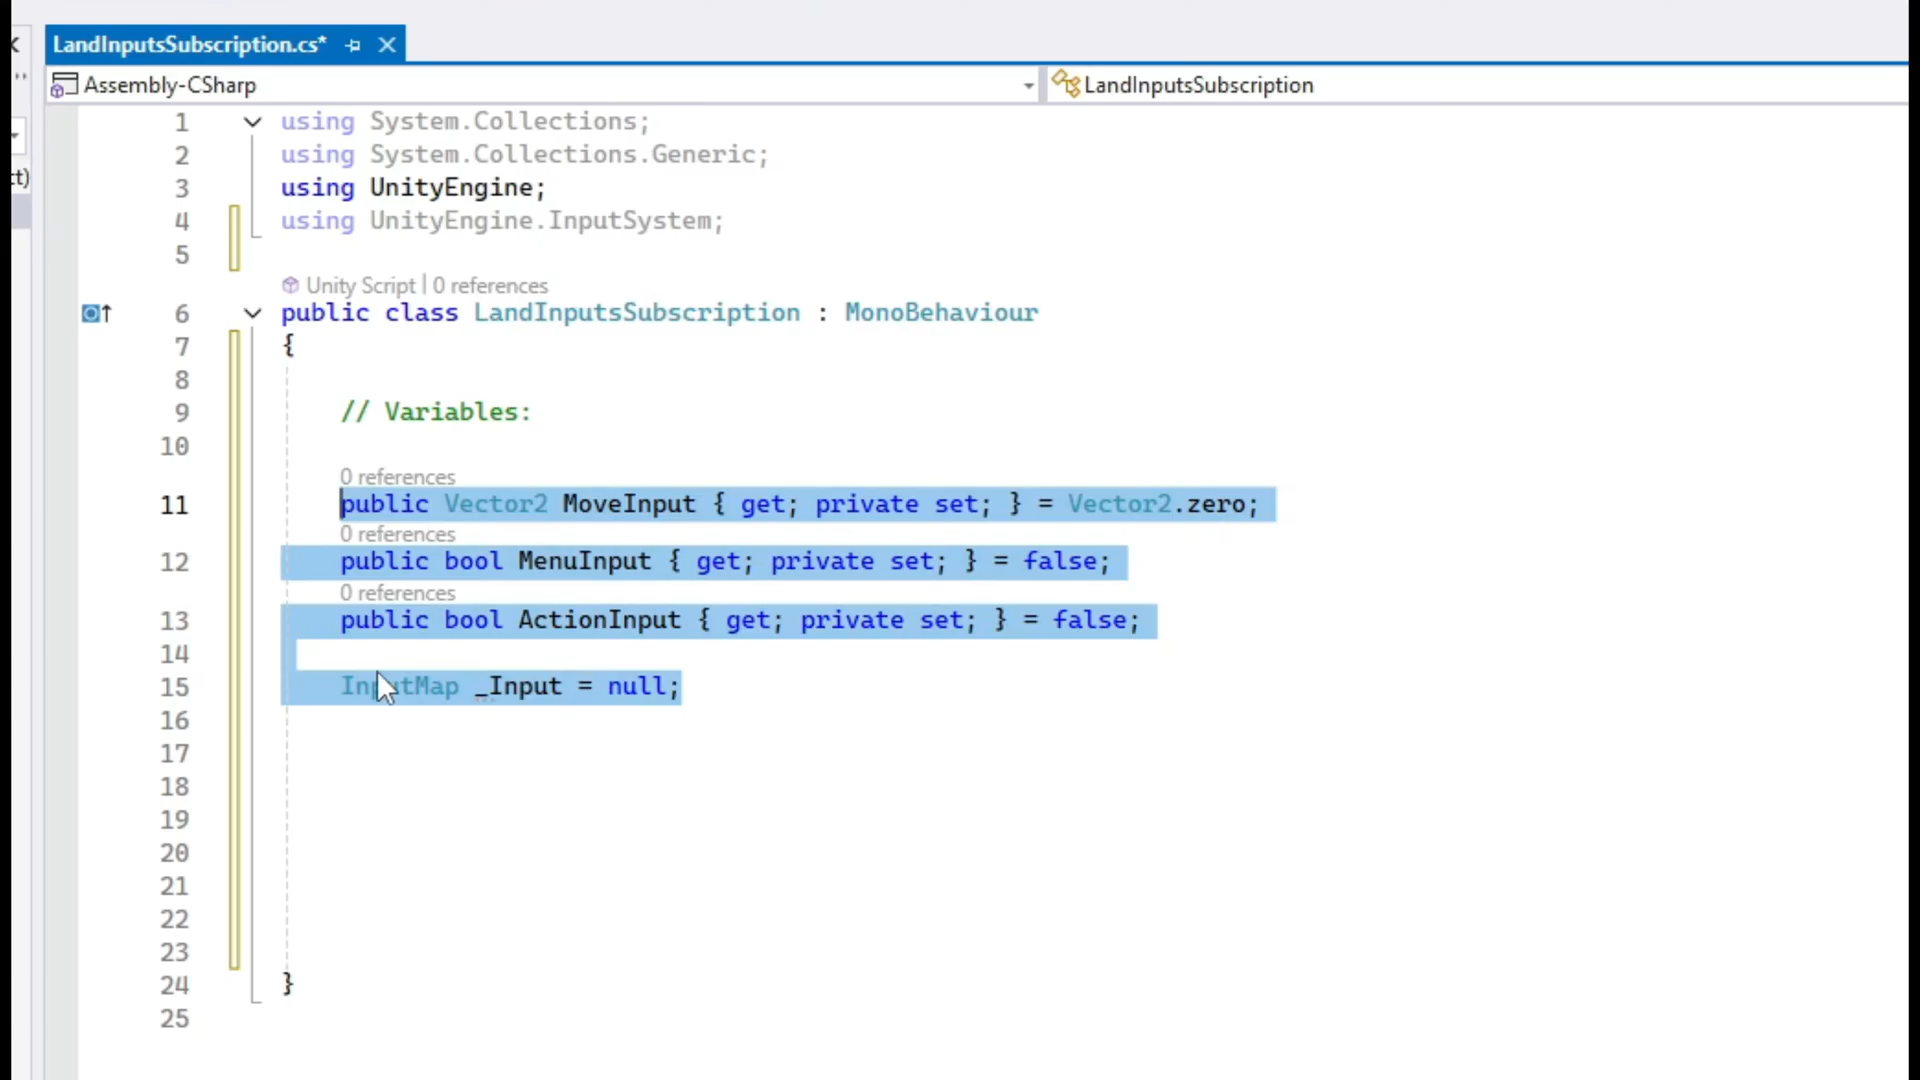 LandInputsSubscription.cs*
ct)
Assembly-CSharp
LandInputsSubscription
1 using System.Collections;
2 using System.Collections.Generic;
3 using UnityEngine;
4 using UnityEngine.InputSystem;
5
Unity Script | 0 references
6 public class LandInputsSubscription : MonoBehaviour
7 {
8
9 // Variables:
10
0 references
11 public Vector2 MoveInput { get; private set; } = Vector2.zero;
0 references
12 public bool MenuInput { get; private set; } = false;
0 references
13 public bool ActionInput { get; private set; } = false;
14
15 InputMap _Input = null;
16
17
18
19
20
21
22
23
24 }
25